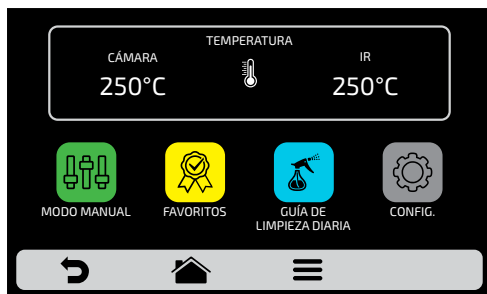 TEMPERATURA
CÁMARA
IR
250°C
250°C
MODO MANUAL
FAVORITOS
GUÍA DE
LIMPIEZA DIARIA
CONFIG.